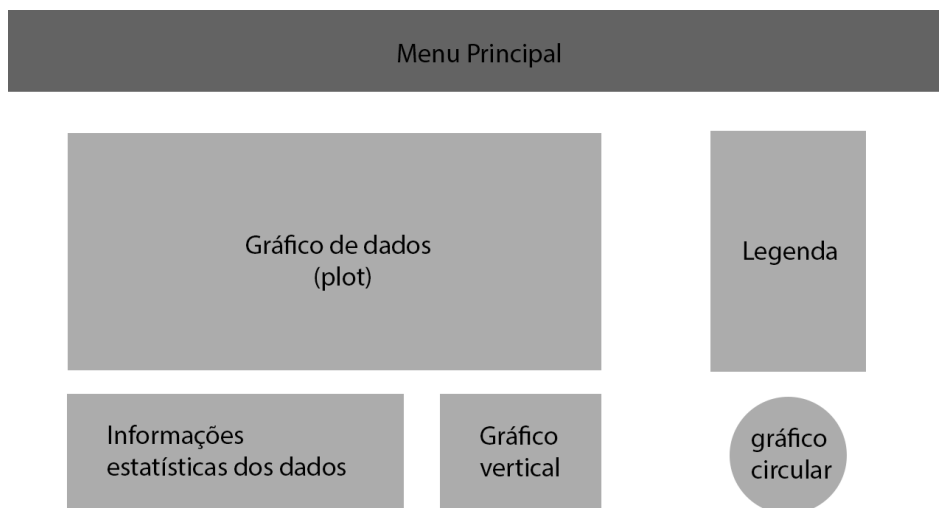 Menu Principal
Gráfico de dados
(plot)
Legenda
Informações
estatísticas dos dados
Gráfico
vertical
gráfico
circular